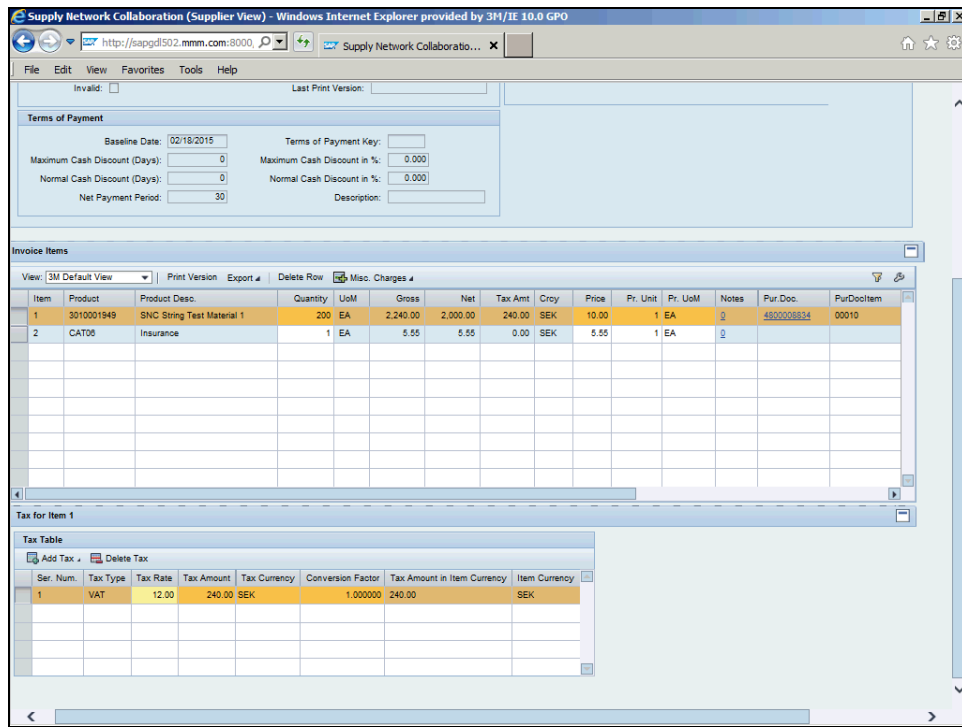 Supply Network Collaboration (Supplier View) - Windows Internet Explorer provided by 3M/IE 10.0 GPO
http://sapgdl502.mmm.com:8000, Supply Network Collaboratio...
File Edit View Favorites Tools Help
Invalid: Last Print Version:
Terms of Payment
Baseline Date: 02/18/2015 Terms of Payment Key:
Maximum Cash Discount (Days): 0 Maximum Cash Discount in %: 0.000
Normal Cash Discount (Days): 0 Normal Cash Discount in %: 0.000
Net Payment Period: 30 Description:
Invoice Items
View: 3M Default View Print Version Export Delete Row Misc. Charges
Item Product Product Desc. Quantity UoM Gross Net Tax Amt Crcy Price Pr. Unit Pr. UoM Notes Pur.Doc. PurDocItem
1 3010001949 SNC String Test Material 1 200 EA 2,240.00 2,000.00 240.00 SEK 10.00 1 EA 0 4800008834 00010
2 CAT06 Insurance 1 EA 5.55 5.55 0.00 SEK 5.55 1 EA 0
Tax for Item 1
Tax Table
Add Tax Delete Tax
Ser. Num. Tax Type Tax Rate Tax Amount Tax Currency Conversion Factor Tax Amount in Item Currency Item Currency
1 VAT 12.00 240.00 SEK 1.000000 240.00 SEK